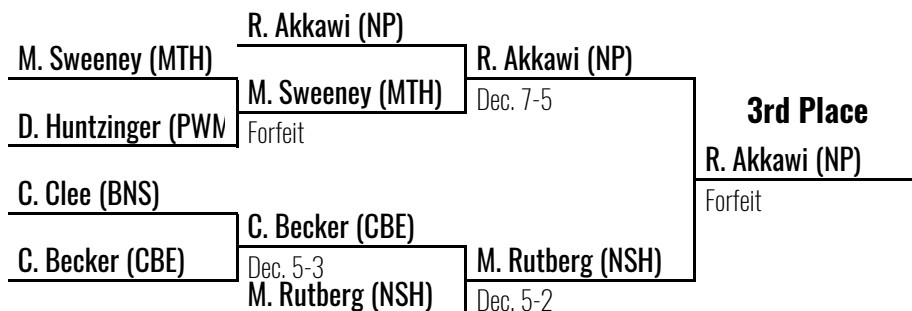 R. Akkawi (NP)
M. Sweeney (MTH)
R. Akkawi (NP)
M. Sweeney (MTH)
Dec. 7-5
3rd Place
D. Huntzinger (PWM
Forfeit
R. Akkawi (NP)
C. Clee (BNS)
Forfeit
C. Becker (CBE)
C. Becker (CBE)
M. Rutberg (NSH)
Dec. 5-3
M. Rutberg (NSH)
Dec. 5-2